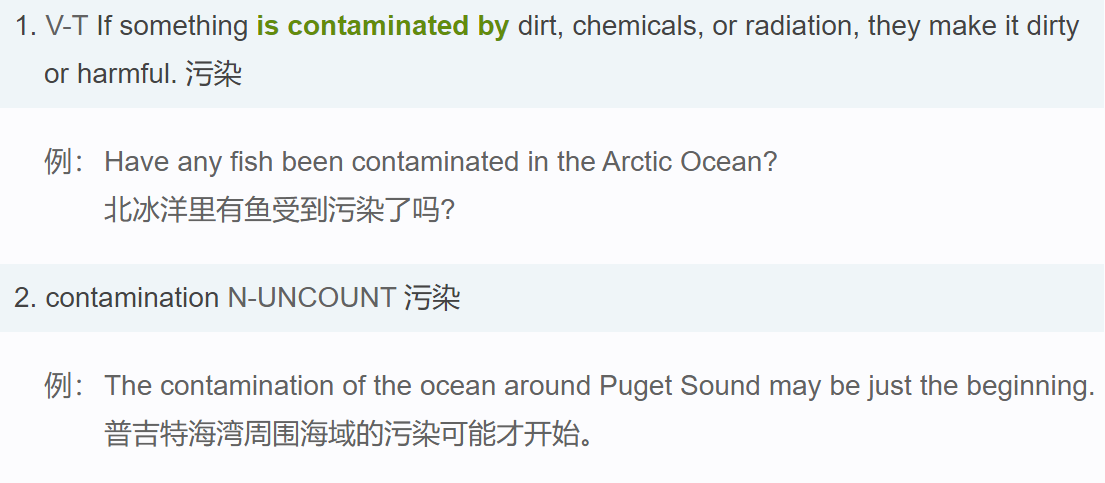 1. V-T If something is contaminated by dirt, chemicals, or radiation, they make it dirty
or harmful. 污染
例： Have any fish been contaminated in the Arctic Ocean?
北冰洋里有鱼受到污染了吗?
2. contamination N-UNCOUNT 污染
例： The contamination of the ocean around Puget Sound may be just the beginning.
普吉特海湾周围海域的污染可能才开始。